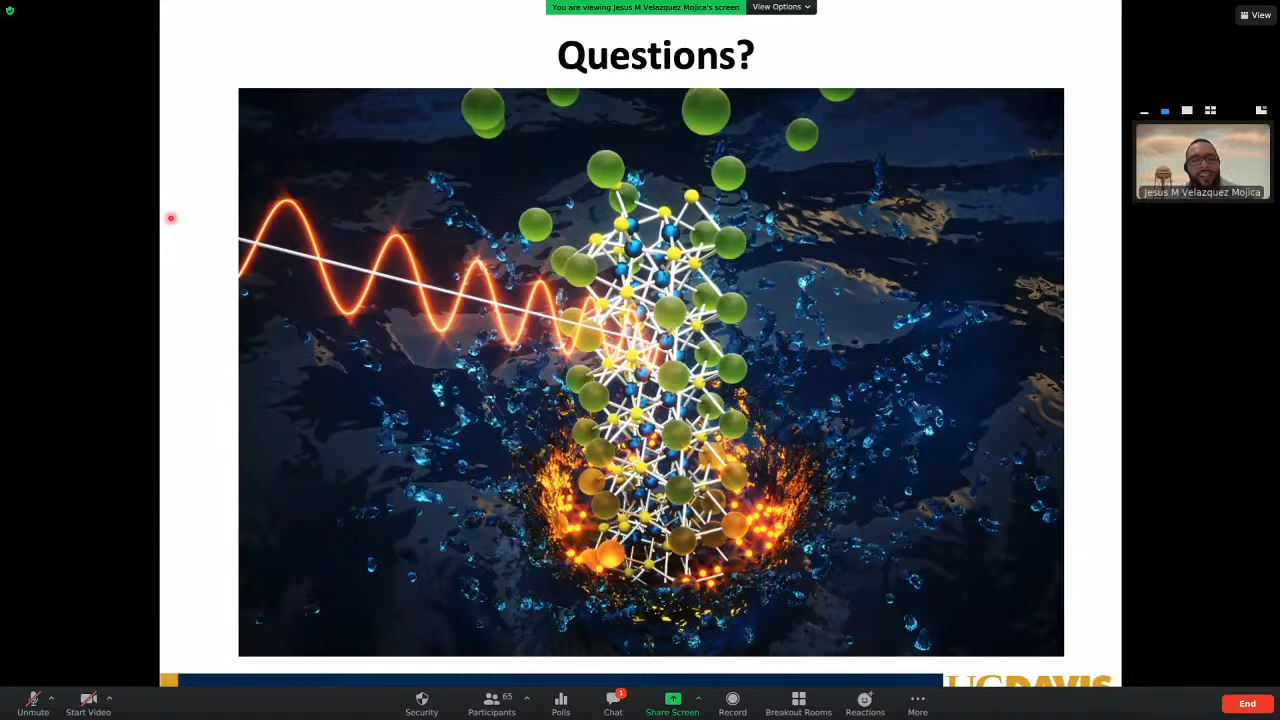 You are viewing Jesus M Velazquez Mojica's screen
View Options
View
Questions?
Jesus M Velazquez Mojica
UC DAVIS
Unmute
Start Video
Security
65
Participants
Polls
1
Chat
Share Screen
Record
Breakout Rooms
Reactions
More
End